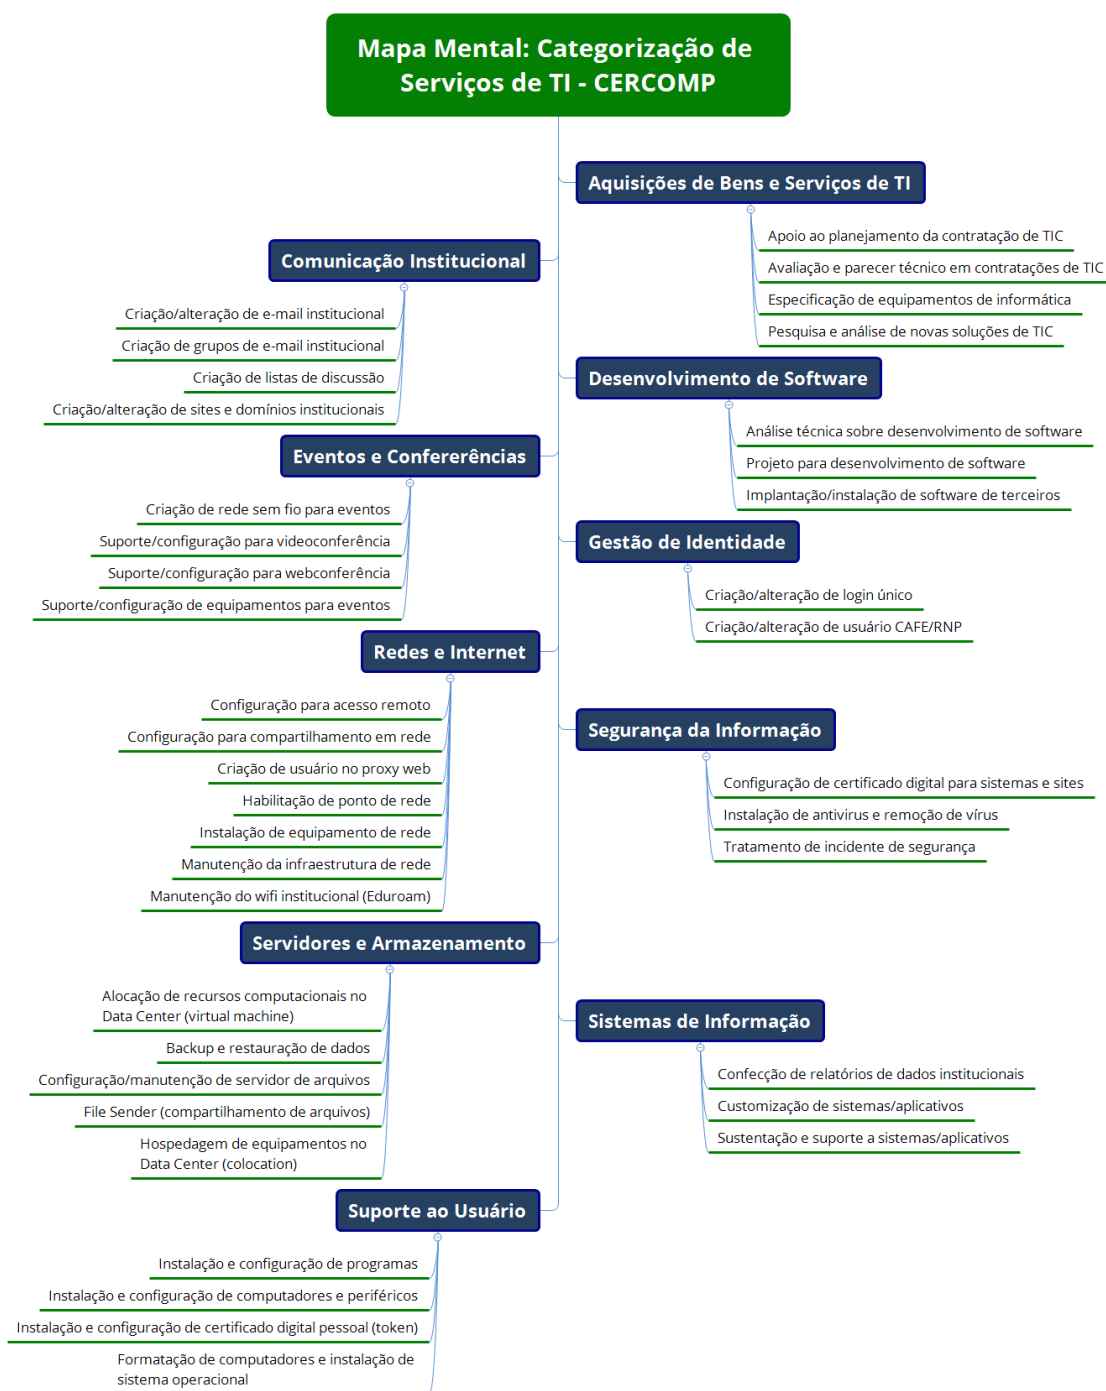 Mapa Mental: Categorização de
Serviços de TI - CERCOMP
Aquisições de Bens e Serviços de TI
Apoio ao planejamento da contratação de TIC
Avaliação e parecer técnico em contratações de TIC
Especificação de equipamentos de informática
Pesquisa e análise de novas soluções de TIC
Comunicação Institucional
Criação/alteração de e-mail institucional
Criação de grupos de e-mail institucional
Criação de listas de discussão
Criação/alteração de sites e domínios institucionais
Desenvolvimento de Software
Análise técnica sobre desenvolvimento de software
Projeto para desenvolvimento de software
Implantação/instalação de software de terceiros
Eventos e Confererências
Criação de rede sem fio para eventos
Suporte/configuração para videoconferência
Suporte/configuração para webconferência
Suporte/configuração de equipamentos para eventos
Gestão de Identidade
Criação/alteração de login único
Criação/alteração de usuário CAFE/RNP
Redes e Internet
Configuração para acesso remoto
Configuração para compartilhamento em rede
Criação de usuário no proxy web
Habilitação de ponto de rede
Instalação de equipamento de rede
Manutenção da infraestrutura de rede
Manutenção do wifi institucional (Eduroam)
Segurança da Informação
Configuração de certificado digital para sistemas e sites
Instalação de antivirus e remoção de vírus
Tratamento de incidente de segurança
Servidores e Armazenamento
Alocação de recursos computacionais no
Data Center (virtual machine)
Backup e restauração de dados
Configuração/manutenção de servidor de arquivos
File Sender (compartilhamento de arquivos)
Hospedagem de equipamentos no
Data Center (colocation)
Sistemas de Informação
Confecção de relatórios de dados institucionais
Customização de sistemas/aplicativos
Sustentação e suporte a sistemas/aplicativos
Suporte ao Usuário
Instalação e configuração de programas
Instalação e configuração de computadores e periféricos
Instalação e configuração de certificado digital pessoal (token)
Formatação de computadores e instalação de
sistema operacional